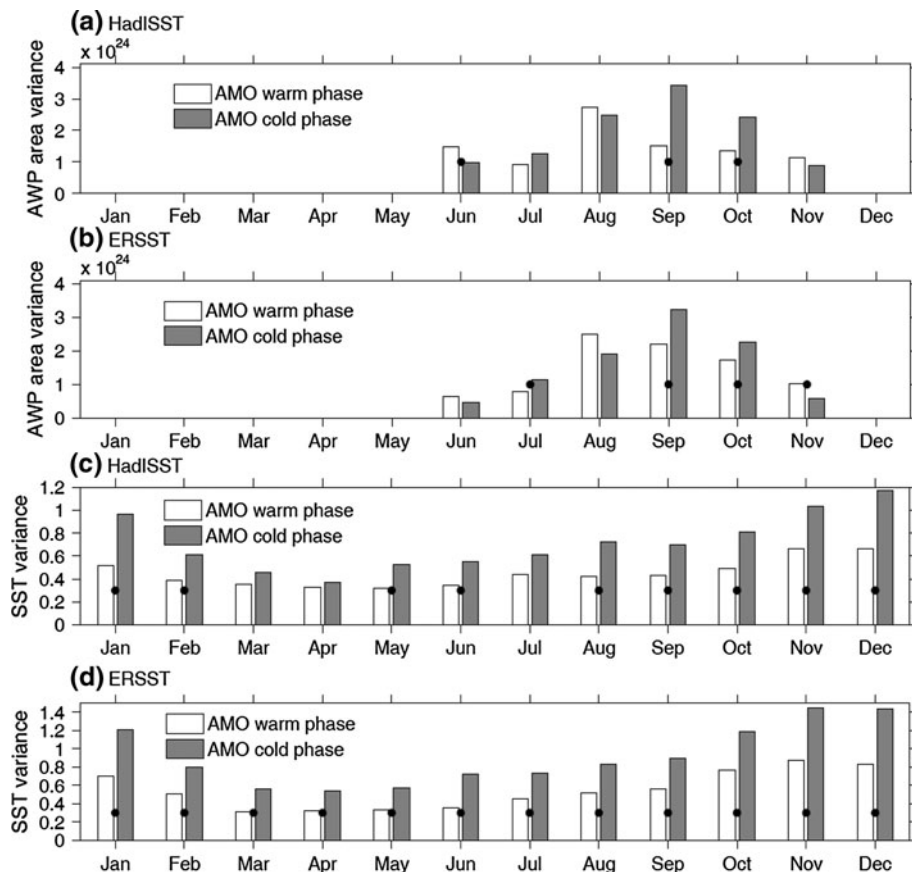 (a) HadISST
x 10^24
AWP area variance
4
3
2
1
0
AMO warm phase
AMO cold phase
Jan Feb Mar Apr May Jun Jul Aug Sep Oct Nov Dec
(b) ERSST
x 10^24
AWP area variance
4
3
2
1
0
AMO warm phase
AMO cold phase
Jan Feb Mar Apr May Jun Jul Aug Sep Oct Nov Dec
(c) HadISST
SST variance
1.2
1
0.8
0.6
0.4
0.2
0
AMO warm phase
AMO cold phase
Jan Feb Mar Apr May Jun Jul Aug Sep Oct Nov Dec
(d) ERSST
SST variance
1.4
1.2
1
0.8
0.6
0.4
0.2
0
AMO warm phase
AMO cold phase
Jan Feb Mar Apr May Jun Jul Aug Sep Oct Nov Dec